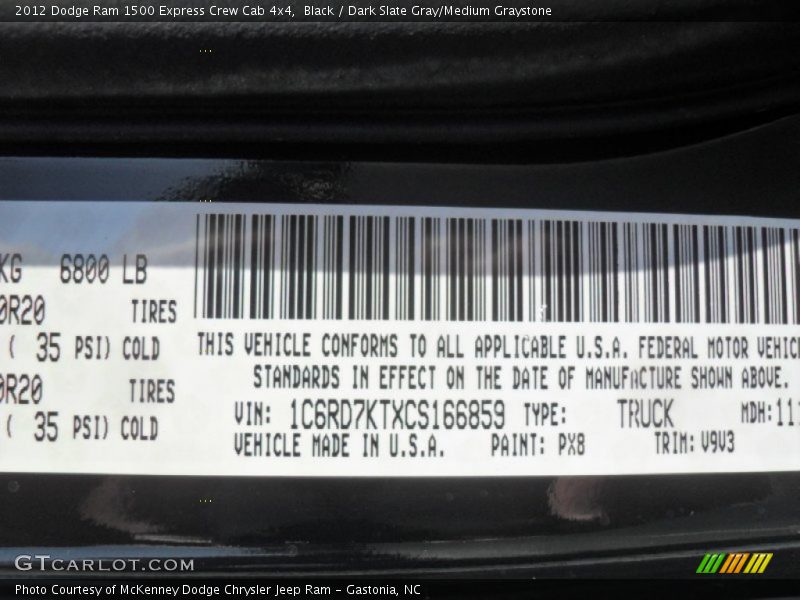 2012 Dodge Ram 1500 Express Crew Cab 4x4, Black / Dark Slate Gray/Medium Graystone
KG 6800 LB
0R20 TIRES
( 35 PSI) COLD
0R20 TIRES
( 35 PSI) COLD
THIS VEHICLE CONFORMS TO ALL APPLICABLE U.S.A. FEDERAL MOTOR VEHIC
STANDARDS IN EFFECT ON THE DATE OF MANUFACTURE SHOWN ABOVE.
VIN: 1C6RD7KTXCS166859 TYPE: TRUCK MDH:11
VEHICLE MADE IN U.S.A. PAINT: PX8 TRIM: V9V3
GTCARLOT.COM
Photo Courtesy of McKenney Dodge Chrysler Jeep Ram - Gastonia, NC